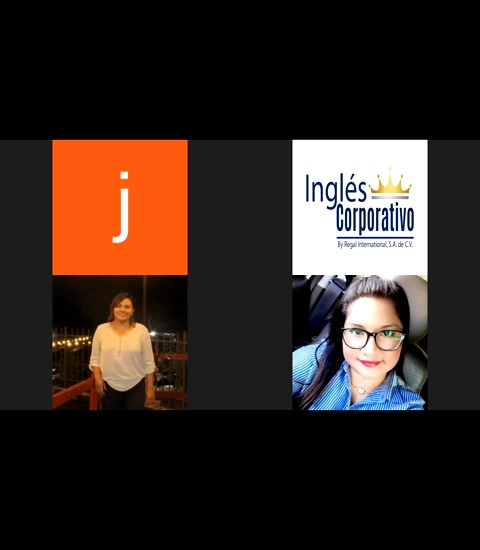 j
Inglés
Corporativo
By Regal International, S.A. de C.V.